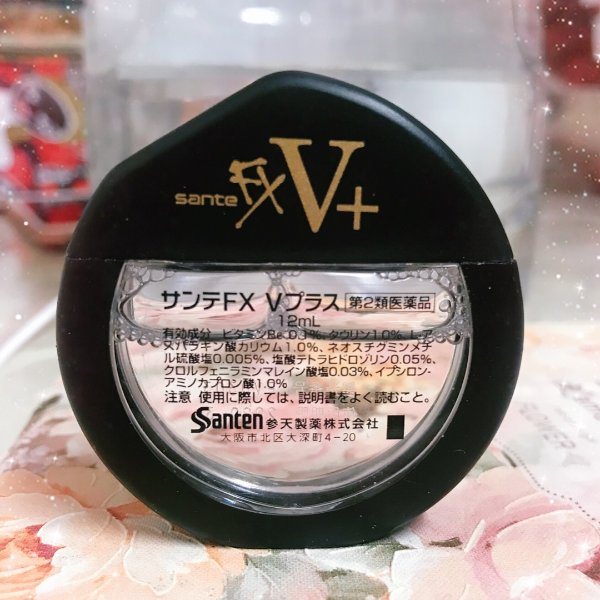 sante FX V+
サンテFX Vプラス 第2類医薬品
12mL
有効成分 ビタミンB₆ 0.1%、タウリン1.0%、L-ア
スパラギン酸カリウム1.0%、ネオスチグミンメチ
ル硫酸塩0.005%、塩酸テトラヒドロゾリン0.05%、
クロルフェニラミンマレイン酸塩0.03%、イプシロン-
アミノカプロン酸1.0%
注意 使用に際しては、説明書をよく読むこと。
Santen 参天製薬株式会社
大阪市北区大深町4-20